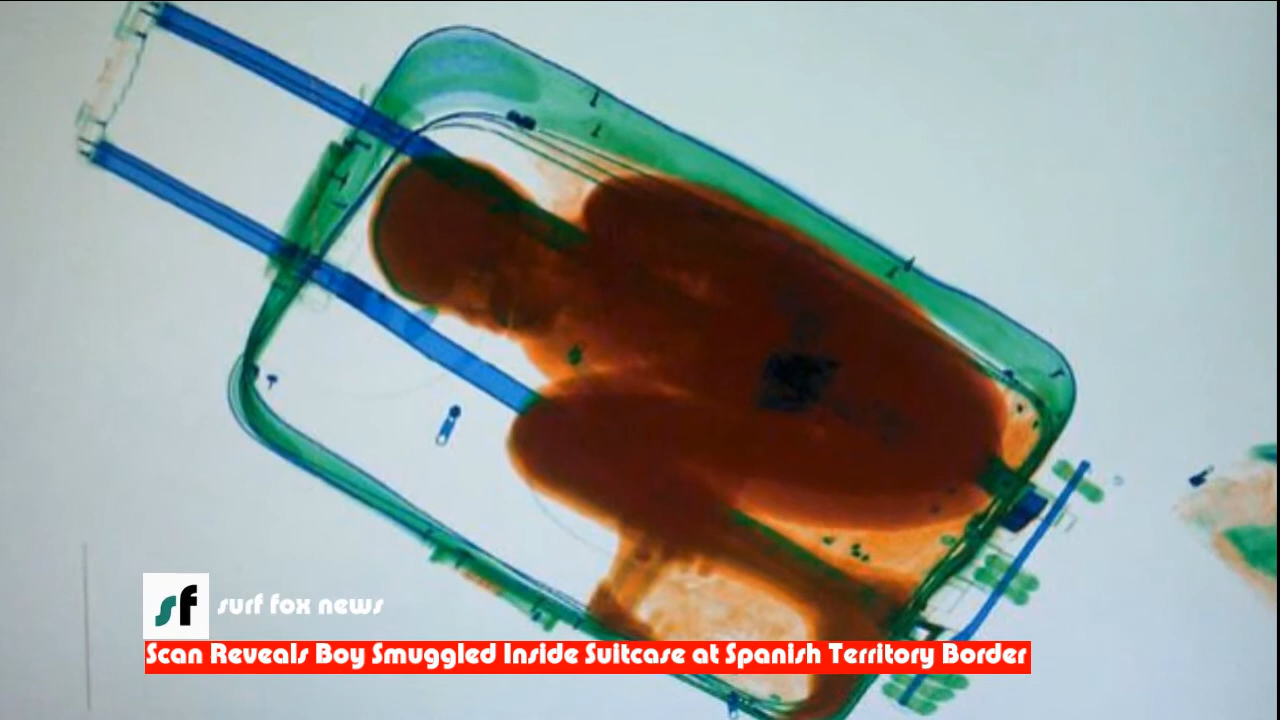 sf surf fox news
Scan Reveals Boy Smuggled Inside Suitcase at Spanish Territory Border